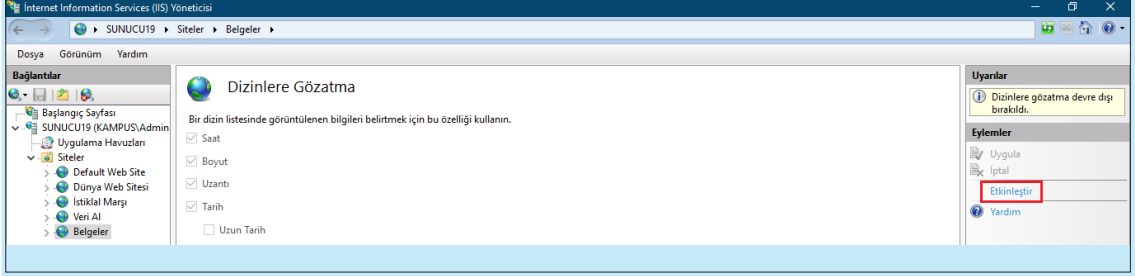 İnternet Information Services (IIS) Yöneticisi
SUNUCU19 Siteler Belgeler
Dosya Görünüm Yardım
Bağlantılar
Başlangıç Sayfası
SUNUCU19 (KAMPUS\Admin
Uygulama Havuzları
Siteler
Default Web Site
Dünya Web Sitesi
İstiklal Marşı
Veri Al
Belgeler
Dizinlere Gözatma
Bir dizin listesinde görüntülenen bilgileri belirtmek için bu özelliği kullanın.
Saat
Boyut
Uzantı
Tarih
Uzun Tarih
Uyarılar
Dizinlere gözatma devre dışı
bırakıldı.
Eylemler
Uygula
İptal
Etkinleştir
Yardım